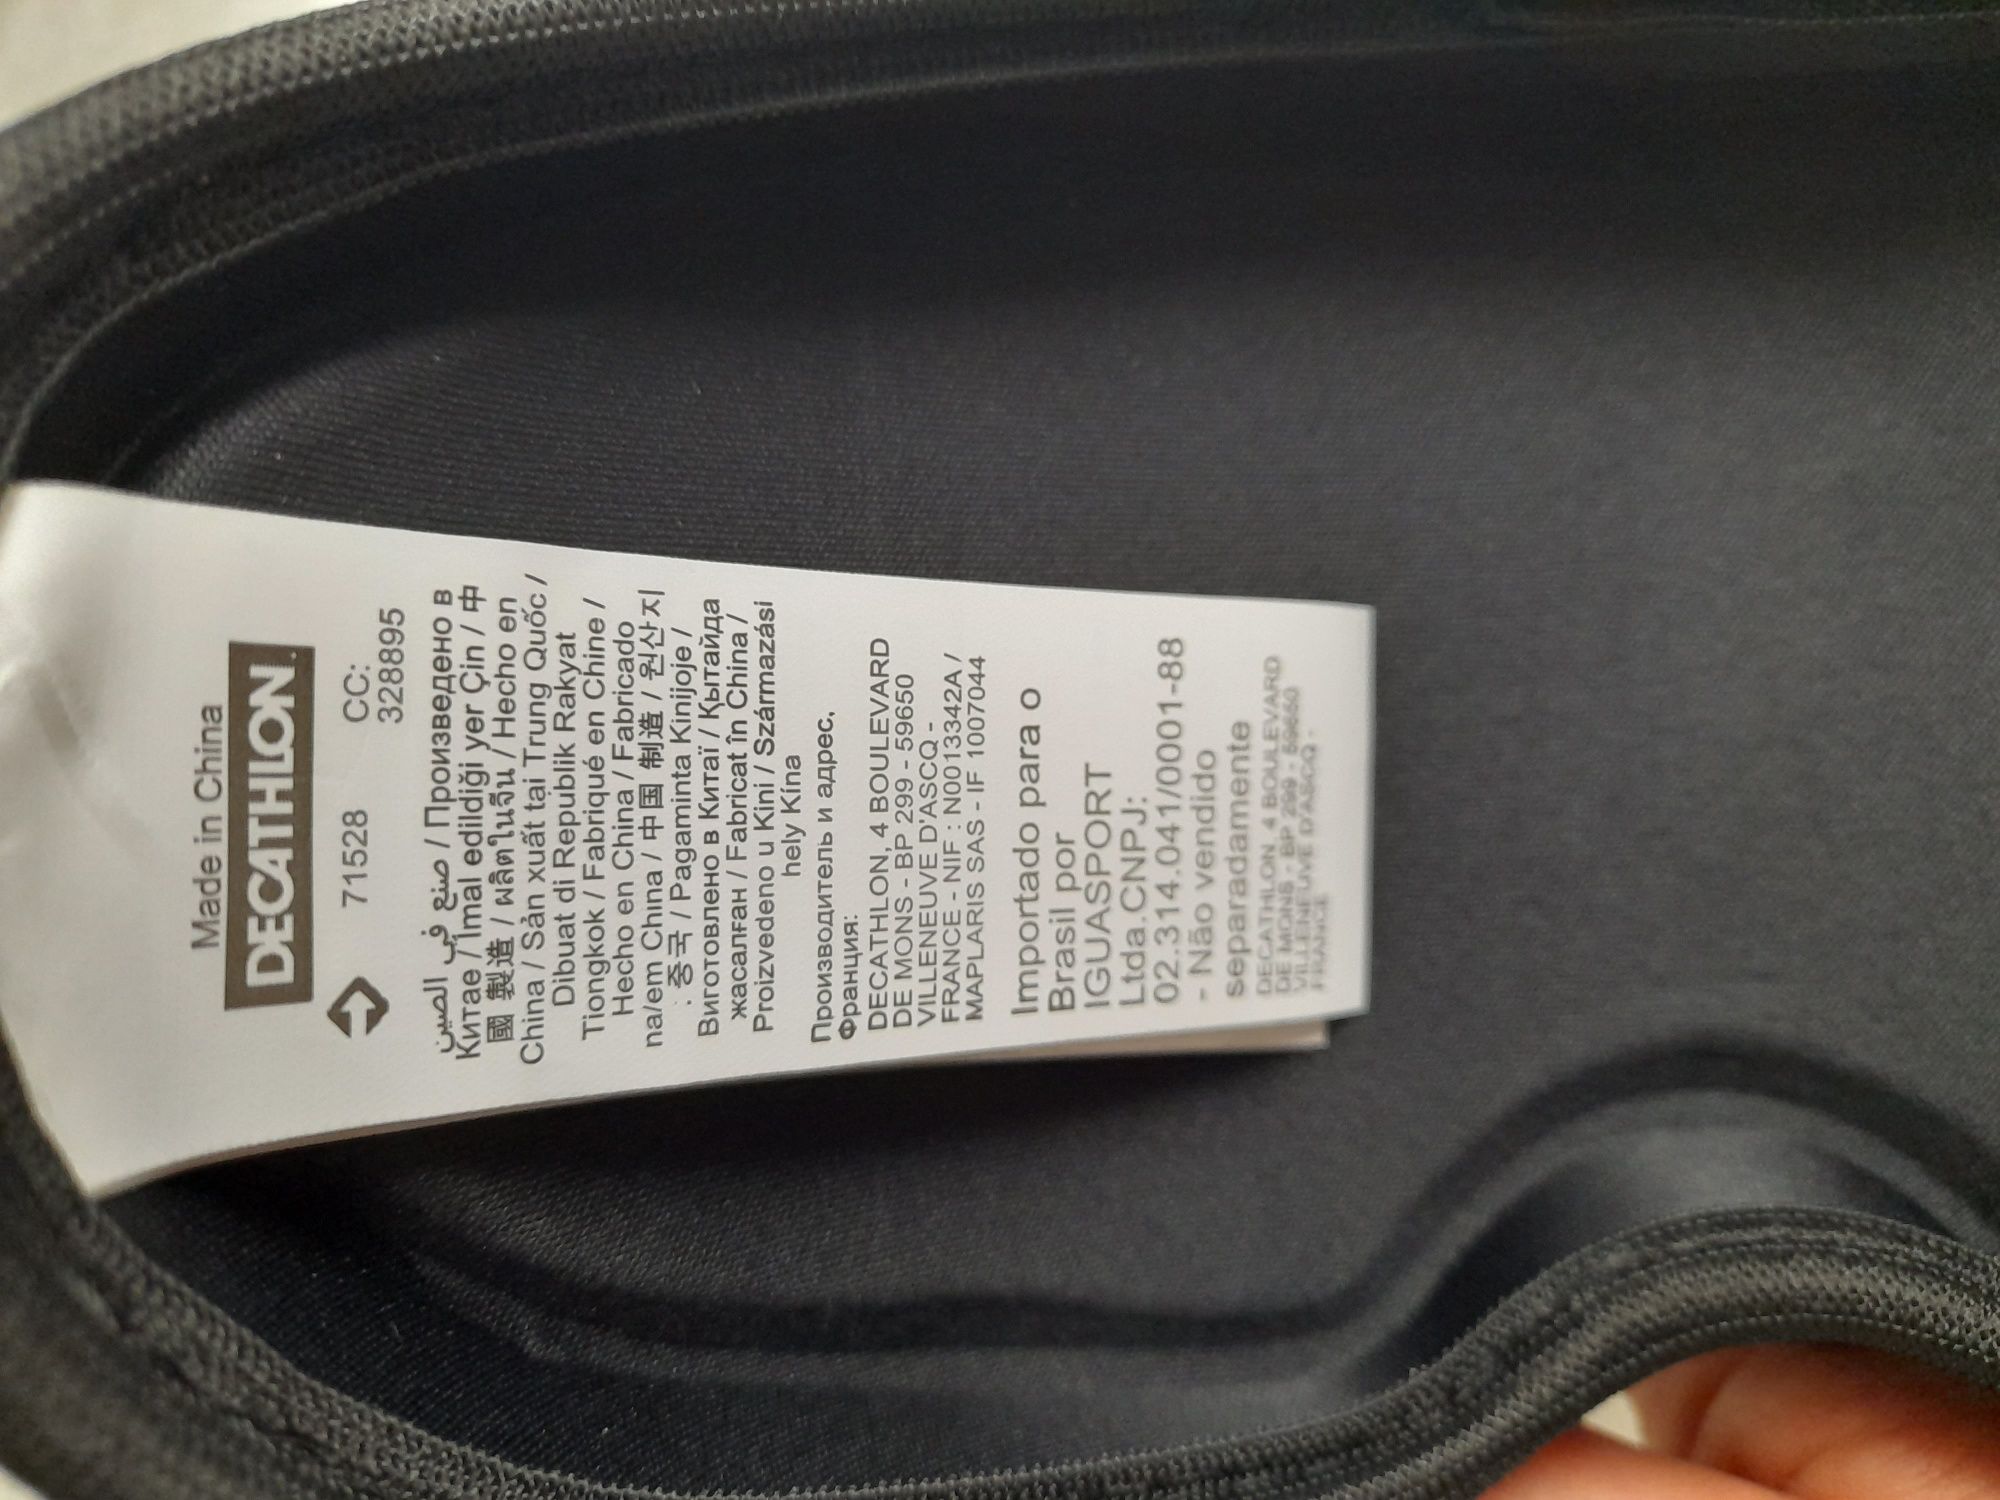 Made in China
DECATHLON
71528 CC:
328895
صنع في الصين / Произведено в
Китае / İmal edildiği yer Çin / 中
國 製造 / ผลิตในจีน / Hecho en
China / Sản xuất tại Trung Quốc /
Dibuat di Republik Rakyat
Tiongkok / Fabriqué en Chine /
Hecho en China / Fabricado
na/em China / 中国 制造 / 원산지
: 중국 / Pagaminta Kinijoje /
Виготовлено в Китаї / Қытайда
жасалған / Fabricat în China /
Proizvedeno u Kini / Származási
hely Kína
Производитель и адрес,
Франция:
DECATHLON, 4 BOULEVARD
DE MONS - BP 299 - 59650
VILLENEUVE D'ASCQ -
FRANCE - NIF : N0013342A /
MAPLARIS SAS - IF 1007044
Importado para o
Brasil por
IGUASPORT
Ltda.CNPJ:
02.314.041/0001-88
- Não vendido
separadamente
DECATHLON, 4 BOULEVARD
DE MONS - BP 299 - 59650
VILLENEUVE D'ASCQ -
FRANCE